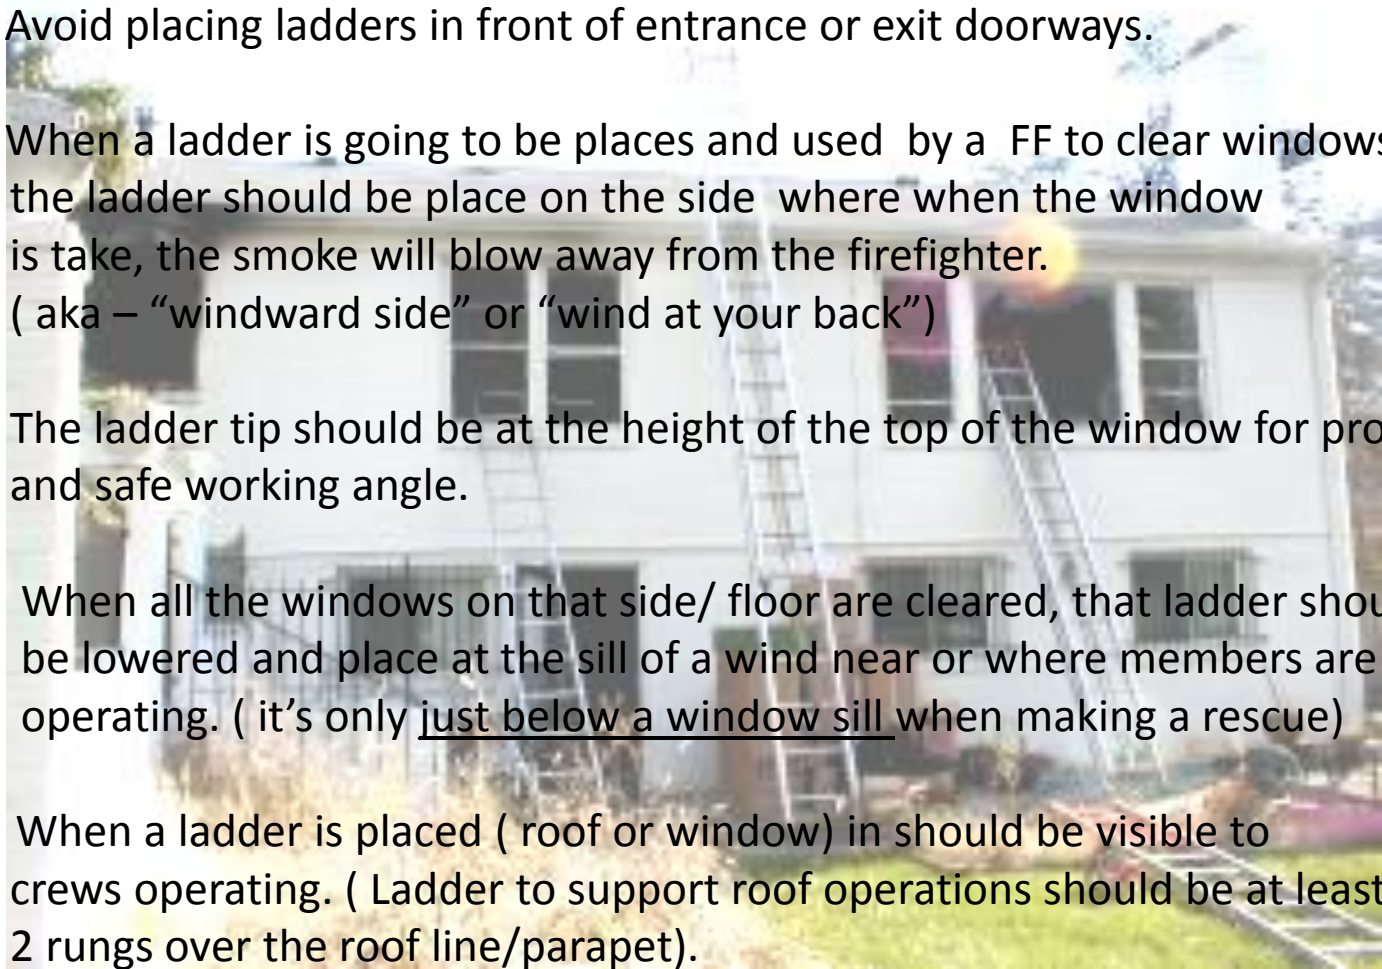 Avoid placing ladders in front of entrance or exit doorways.
When a ladder is going to be places and used by a FF to clear windows
the ladder should be place on the side where when the window
is take, the smoke will blow away from the firefighter.
( aka – “windward side” or “wind at your back”)
The ladder tip should be at the height of the top of the window for pro
and safe working angle.
When all the windows on that side/ floor are cleared, that ladder shou
be lowered and place at the sill of a wind near or where members are
operating. ( it’s only just below a window sill when making a rescue)
When a ladder is placed ( roof or window) in should be visible to
crews operating. ( Ladder to support roof operations should be at least
2 rungs over the roof line/parapet).